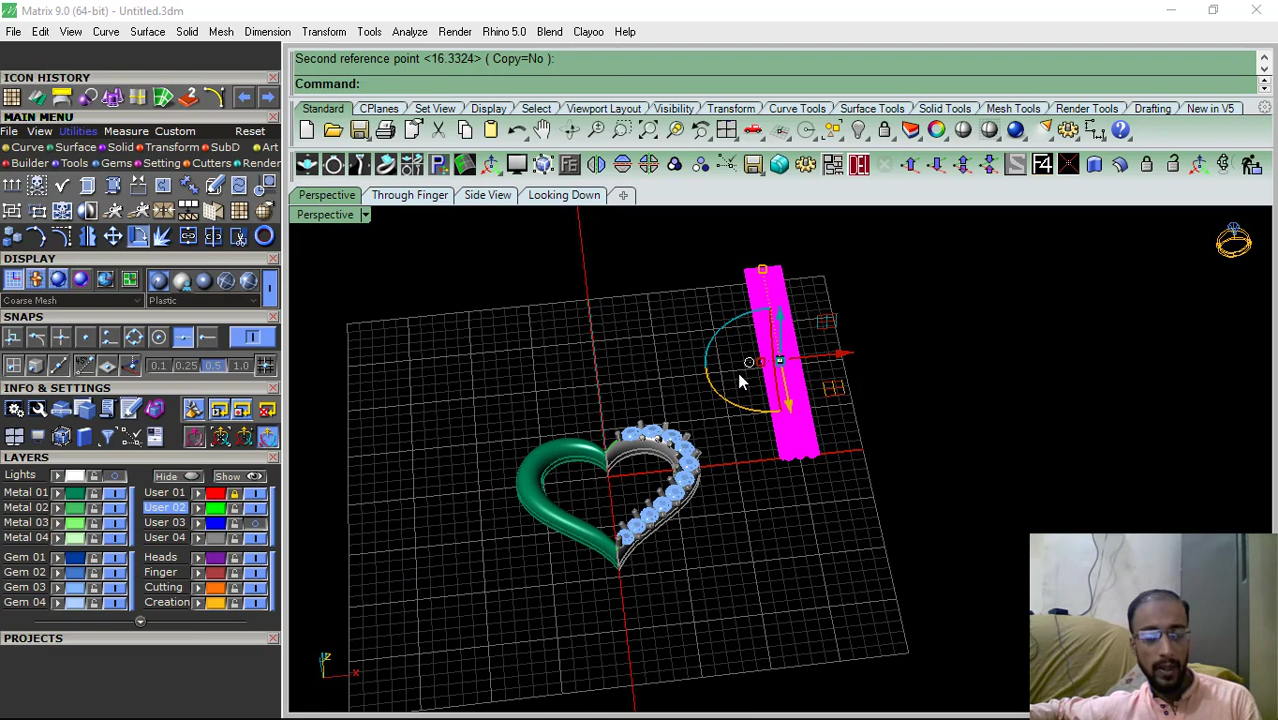 Matrix 9.0 (64-bit) - Untitled.3dm
File Edit View Curve Surface Solid Mesh Dimension Transform Tools Analyze Render Rhino 5.0 Blend Clayoo Help
Second reference point <16.3324> ( Copy=No ):
Command:
ICON HISTORY
Standard CPlanes Set View Display Select Viewport Layout Visibility Transform Curve Tools Surface Tools Solid Tools Mesh Tools Render Tools Drafting New in V5
MAIN MENU
File View Utilities Measure Custom Reset
Curve Surface Solid Transform SubD Art
Builder Tools Gems Setting Cutters Render
F4
DEL
Perspective Through Finger Side View Looking Down
Perspective
DISPLAY
Coarse Mesh Plastic
SNAPS
0.1 0.25 0.5 1.0
INFO & SETTINGS
LAYERS
Lights Hide Show
Metal 01 User 01
Metal 02 User 02
Metal 03 User 03
Metal 04 User 04
Gem 01 Heads
Gem 02 Finger
Gem 03 Cutting
Gem 04 Creation
PROJECTS
z
x